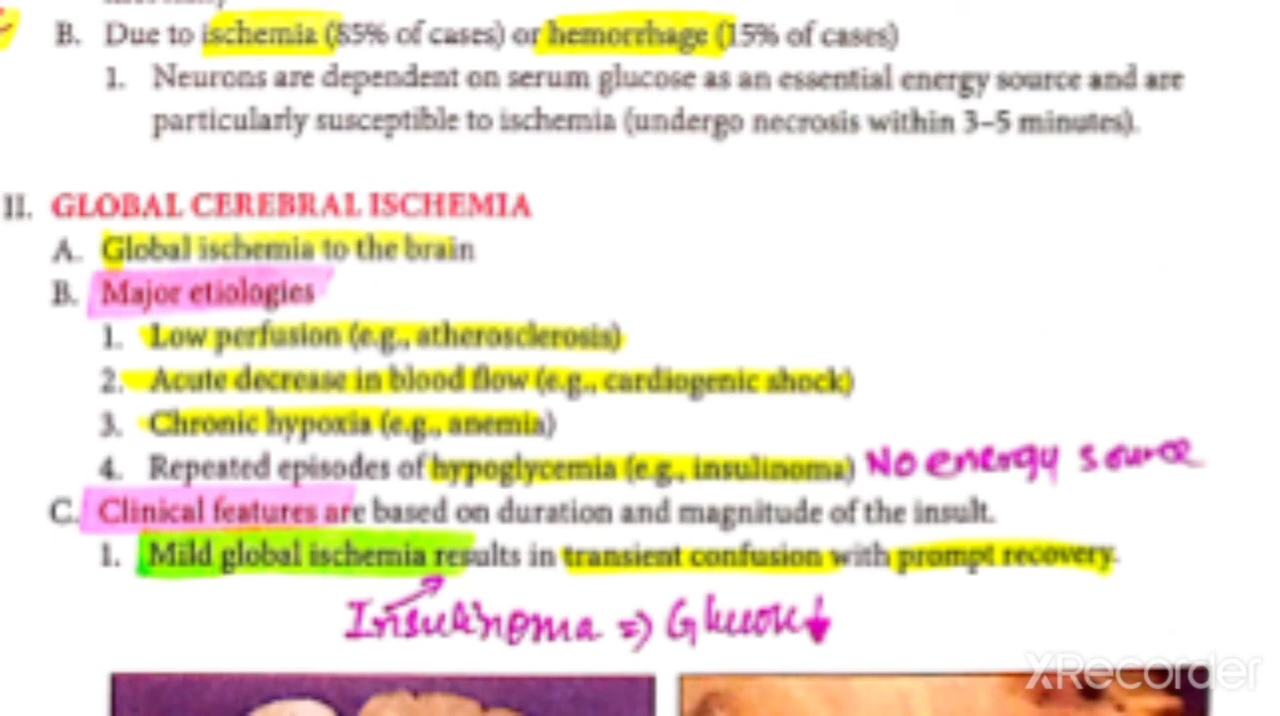 B. Due to ischemia (85% of cases) or hemorrhage (15% of cases)
1. Neurons are dependent on serum glucose as an essential energy source and are
particularly susceptible to ischemia (undergo necrosis within 3–5 minutes).
II. GLOBAL CEREBRAL ISCHEMIA
A. Global ischemia to the brain
B. Major etiologies
1. Low perfusion (e.g., atherosclerosis)
2. Acute decrease in blood flow (e.g., cardiogenic shock)
3. Chronic hypoxia (e.g., anemia)
4. Repeated episodes of hypoglycemia (e.g., insulinoma) No energy source
C. Clinical features are based on duration and magnitude of the insult.
1. Mild global ischemia results in transient confusion with prompt recovery.
Insulinoma => Glucose↓
XRecorder